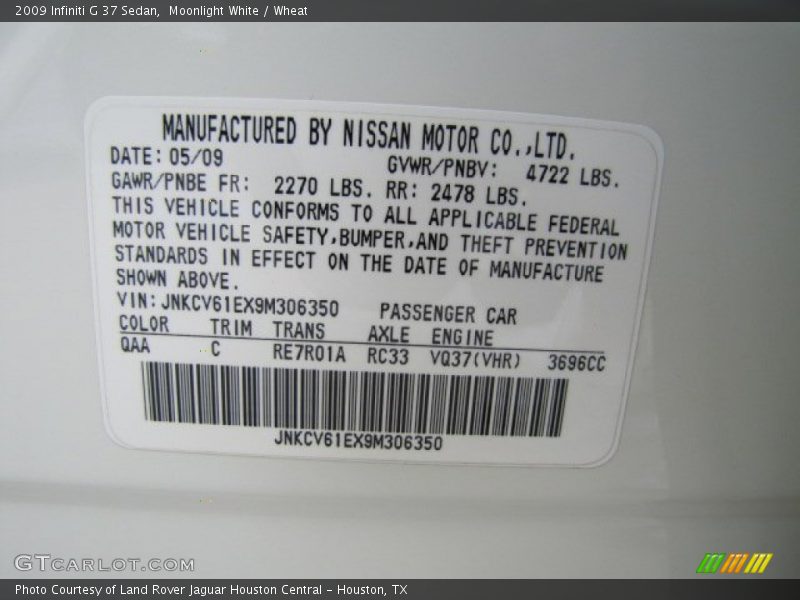 2009 Infiniti G 37 Sedan,  Moonlight White / Wheat
MANUFACTURED BY NISSAN MOTOR CO.,LTD.
DATE: 05/09 GVWR/PNBV: 4722 LBS.
GAWR/PNBE FR: 2270 LBS. RR: 2478 LBS.
THIS VEHICLE CONFORMS TO ALL APPLICABLE FEDERAL
MOTOR VEHICLE SAFETY,BUMPER,AND THEFT PREVENTION
STANDARDS IN EFFECT ON THE DATE OF MANUFACTURE
SHOWN ABOVE.
VIN: JNKCV61EX9M306350 PASSENGER CAR
COLOR TRIM TRANS AXLE ENGINE
QAA C RE7R01A RC33 VQ37(VHR) 3696CC
JNKCV61EX9M306350
GTCARLOT.COM
Photo Courtesy of Land Rover Jaguar Houston Central - Houston, TX